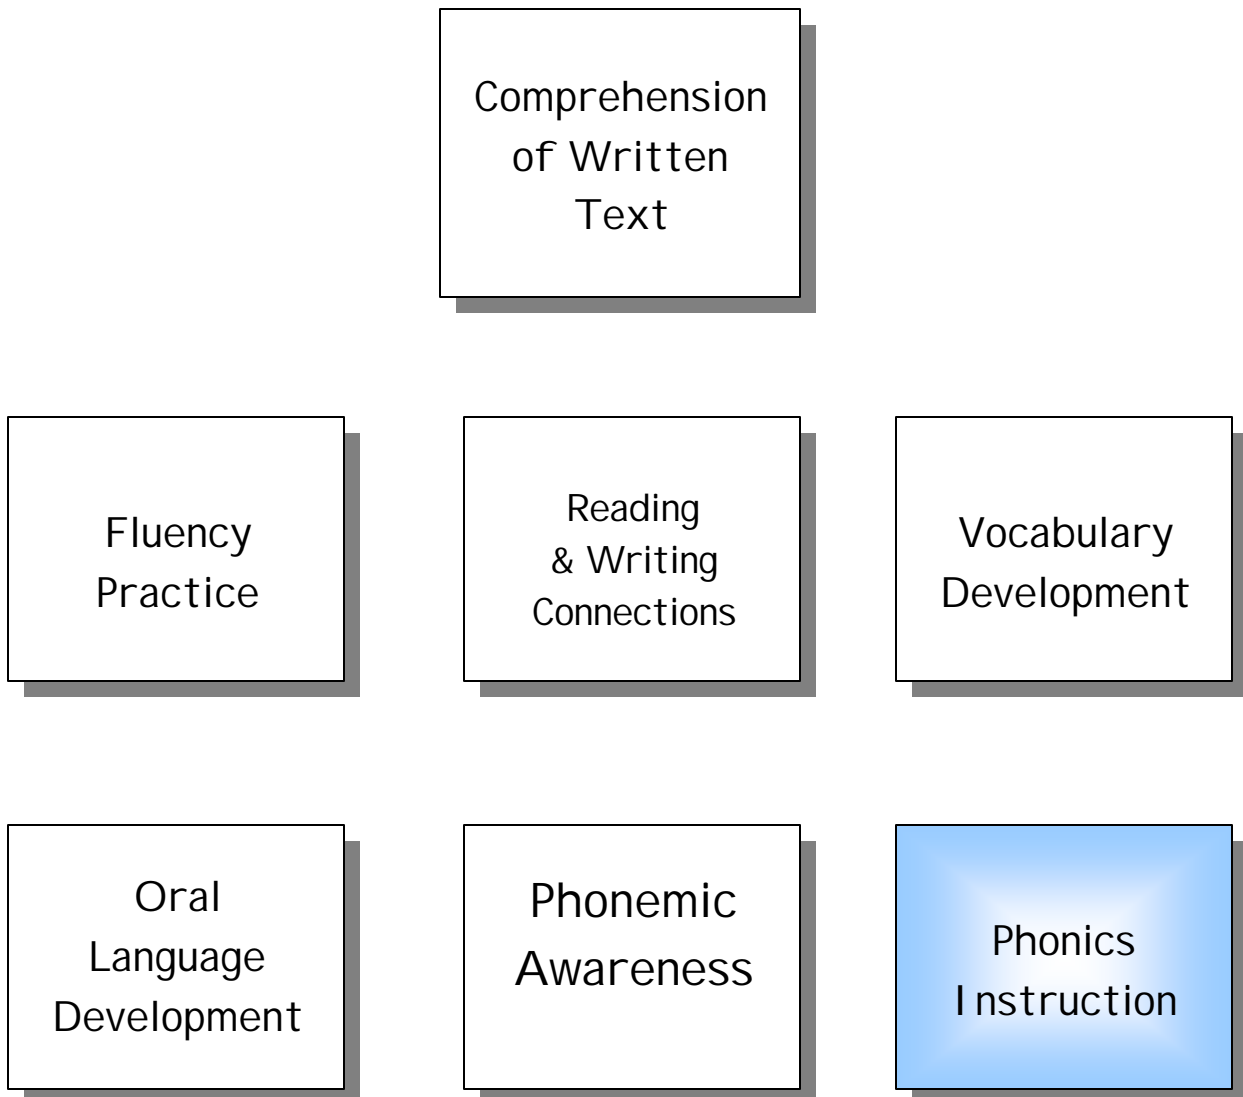 Comprehension
of Written
Text
Fluency
Practice
Reading
& Writing
Connections
Vocabulary
Development
Oral
Language
Development
Phonemic
Awareness
Phonics
Instruction